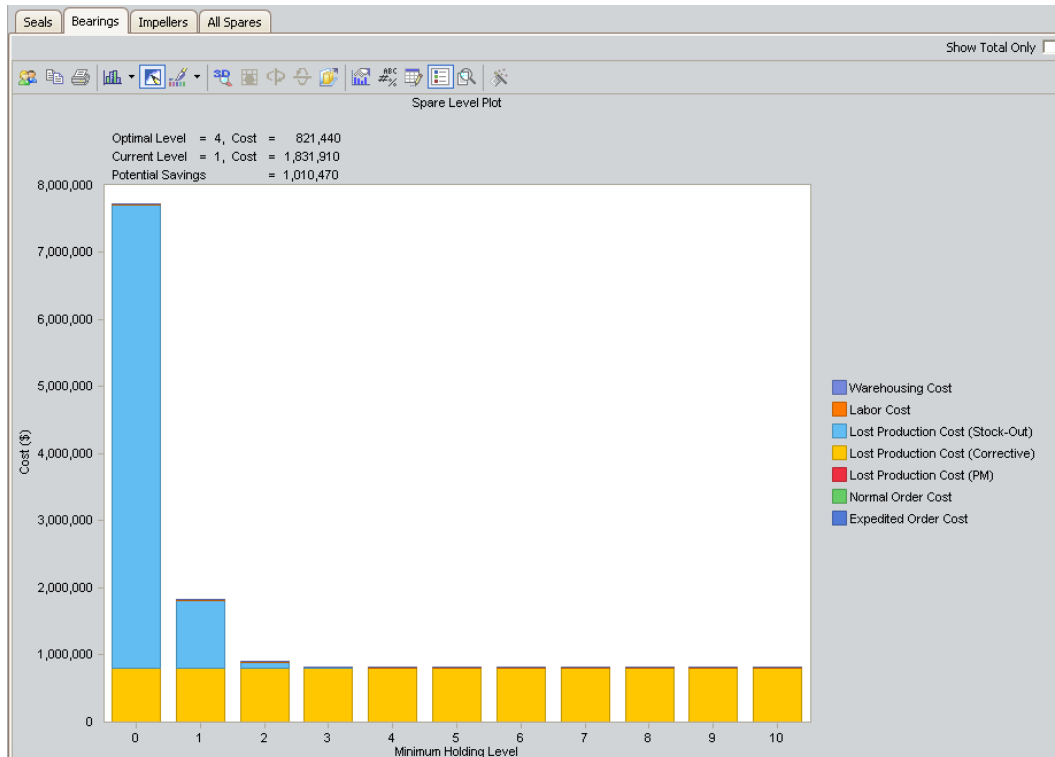 Seals Bearings Impellers All Spares
Show Total Only
3D ABC #%
Spare Level Plot
Optimal Level = 4, Cost = 821,440
Current Level = 1, Cost = 1,831,910
Potential Savings = 1,010,470
8,000,000
7,000,000
6,000,000
5,000,000
4,000,000
3,000,000
2,000,000
1,000,000
0
Cost ($)
Warehousing Cost
Labor Cost
Lost Production Cost (Stock-Out)
Lost Production Cost (Corrective)
Lost Production Cost (PM)
Normal Order Cost
Expedited Order Cost
0 1 2 3 4 5 6 7 8 9 10
Minimum Holding Level